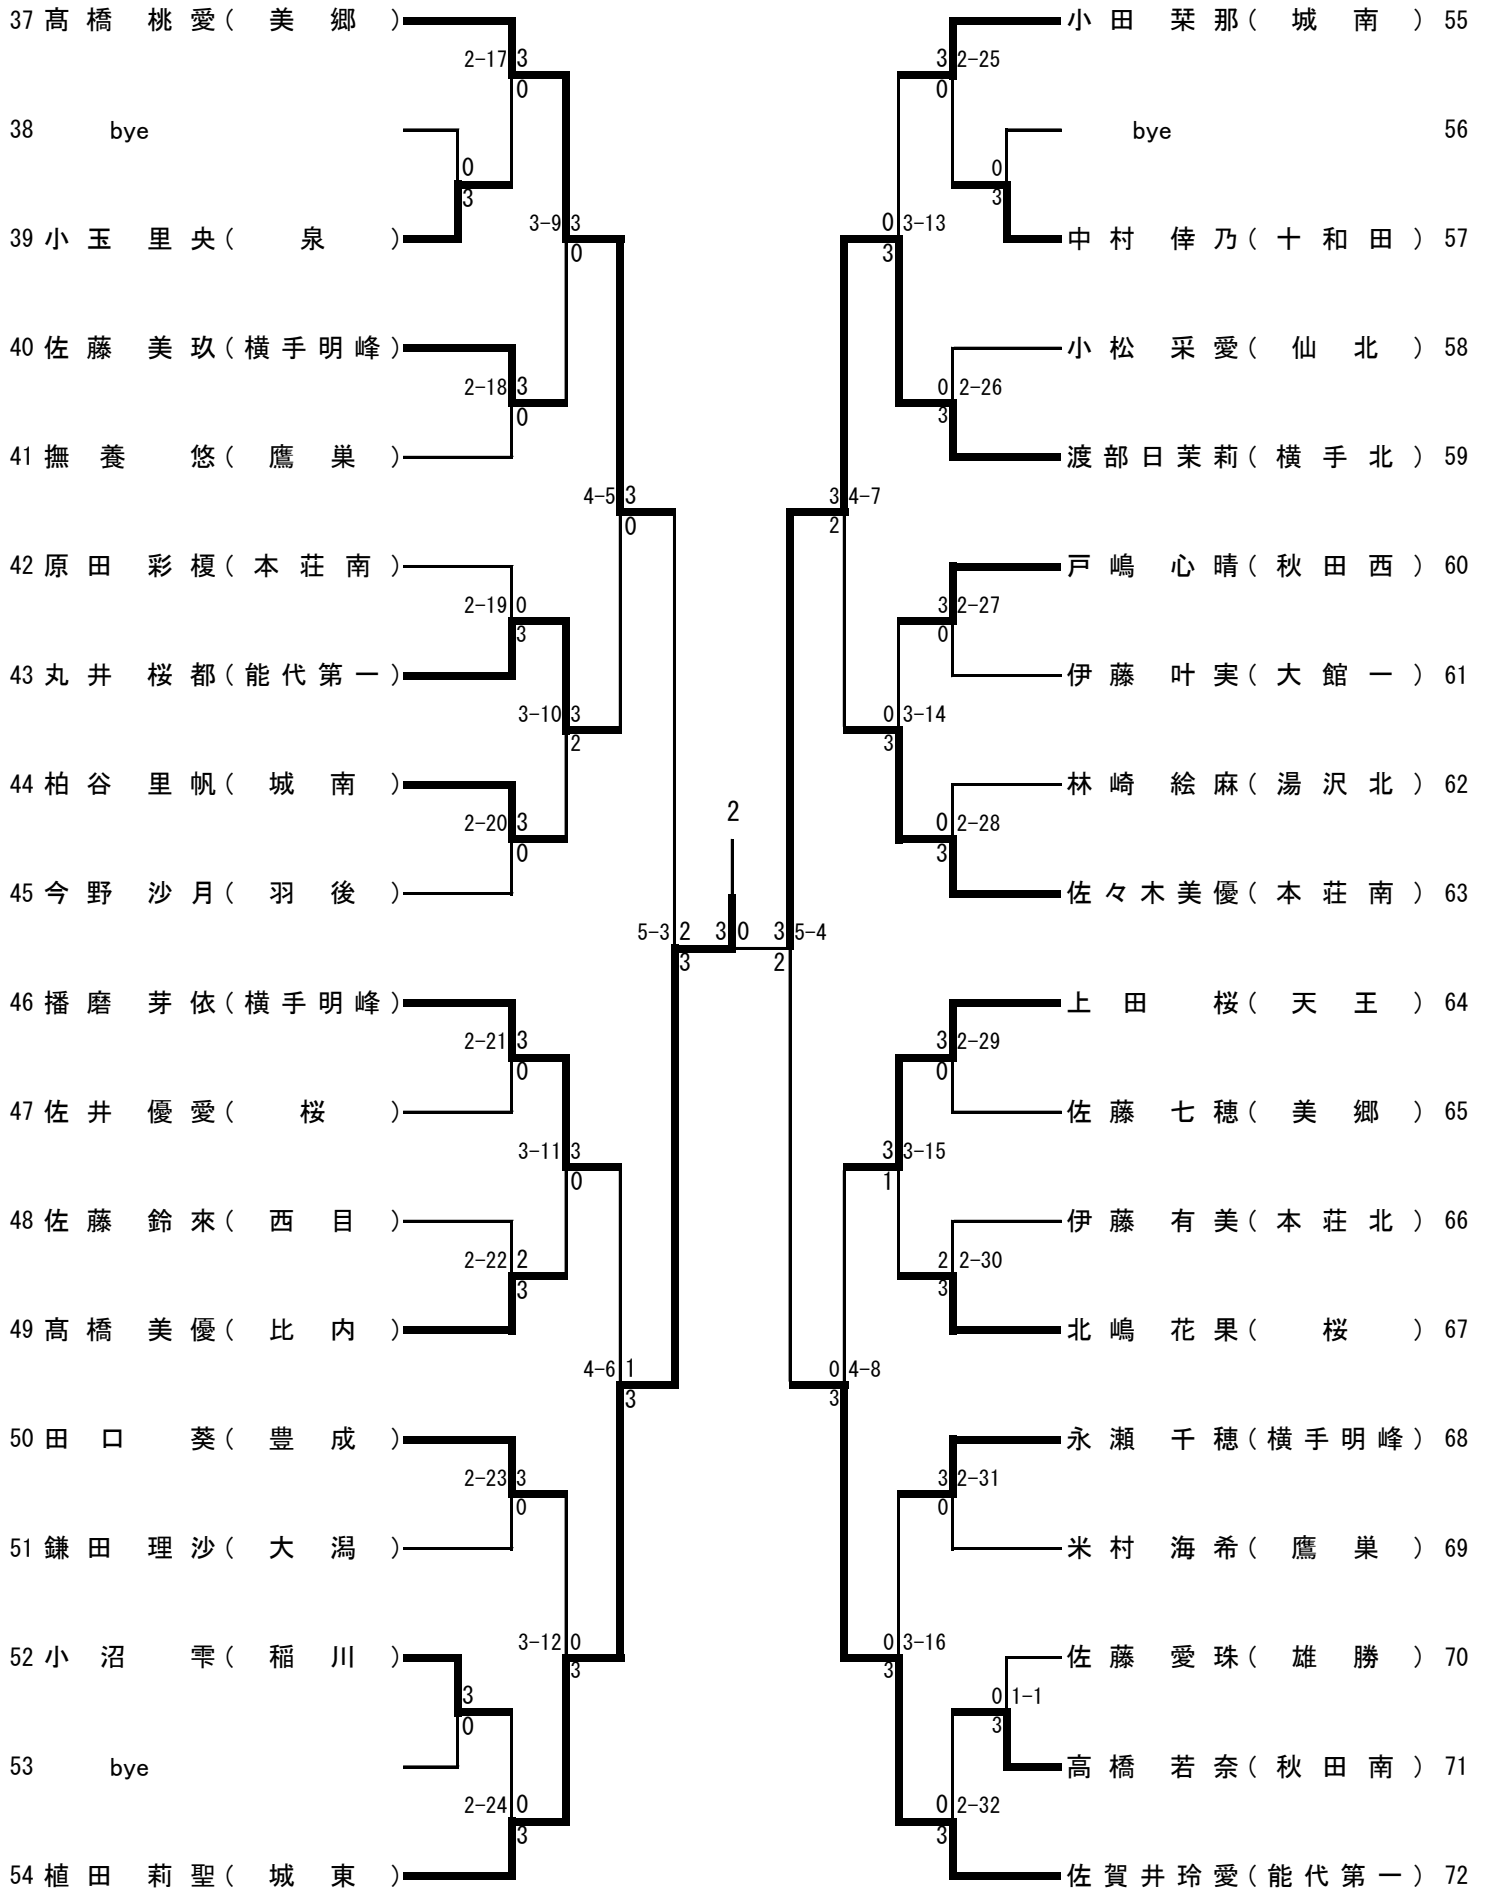 37 髙橋 桃愛(美郷) 小田 栞那(城南) 55
2-17 3 3 2-25
0 0
38 bye bye 56
0 0
3 3
3-9 3 0 3-13
39 小玉 里央(泉) 中村 倖乃(十和田) 57
0 3
40 佐藤 美玖(横手明峰) 小松 采愛(仙北) 58
2-18 3 0 2-26
0 3
41 撫養 悠(鷹巣) 渡部日茉莉(横手北) 59
4-5 3 3 4-7
0 2
42 原田 彩榎(本荘南) 戸嶋 心晴(秋田西) 60
2-19 0 3 2-27
3 0
43 丸井 桜都(能代第一) 伊藤 叶実(大館一) 61
3-10 3 0 3-14
2 3
44 柏谷 里帆(城南) 林崎 絵麻(湯沢北) 62
2
2-20 3 0 2-28
0 3
45 今野 沙月(羽後) 佐々木美優(本荘南) 63
5-3 2 3 0 3 5-4
3 2
46 播磨 芽依(横手明峰) 上田 桜(天王) 64
2-21 3 3 2-29
0 0
47 佐井 優愛(桜) 佐藤 七穂(美郷) 65
3-11 3 3 3-15
0 1
48 佐藤 鈴來(西目) 伊藤 有美(本荘北) 66
2-22 2 2 2-30
3 3
49 髙橋 美優(比内) 北嶋 花果(桜) 67
4-6 1 0 4-8
3 3
50 田口 葵(豊成) 永瀬 千穂(横手明峰) 68
2-23 3 3 2-31
0 0
51 鎌田 理沙(大潟) 米村 海希(鷹巣) 69
3-12 0 0 3-16
52 小沼 雫(稲川) 佐藤 愛珠(雄勝) 70
3 3
3 0 1-1
0 3
53 bye 高橋 若奈(秋田南) 71
2-24 0 0 2-32
3 3
54 植田 莉聖(城東) 佐賀井玲愛(能代第一) 72